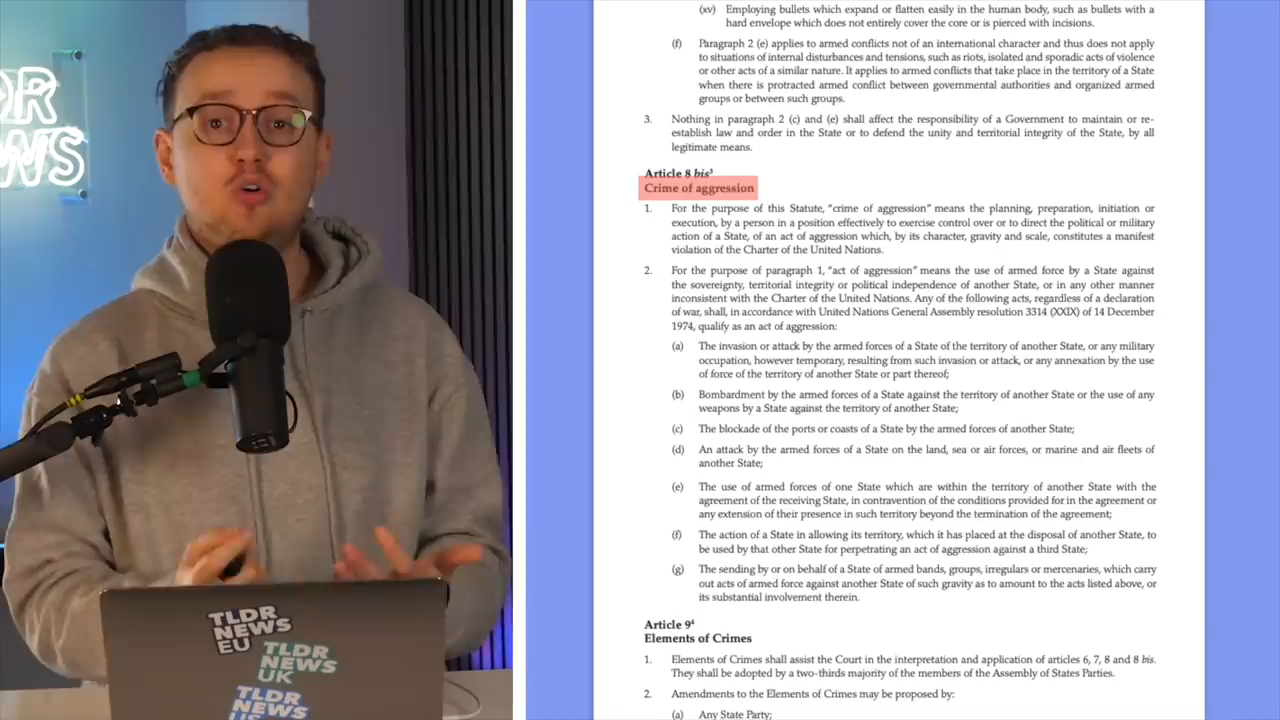 DR
NEWS
TLDR
NEWS
EU
TLDR
NEWS
UK
TLDR
NEWS
US
(xv) Employing bullets which expand or flatten easily in the human body, such as bullets with a
hard envelope which does not entirely cover the core or is pierced with incisions.
(f) Paragraph 2 (e) applies to armed conflicts not of an international character and thus does not apply
to situations of internal disturbances and tensions, such as riots, isolated and sporadic acts of violence
or other acts of a similar nature. It applies to armed conflicts that take place in the territory of a State
when there is protracted armed conflict between governmental authorities and organized armed
groups or between such groups.
3. Nothing in paragraph 2 (c) and (e) shall affect the responsibility of a Government to maintain or re-
establish law and order in the State or to defend the unity and territorial integrity of the State, by all
legitimate means.
Article 8 bis³
Crime of aggression
1. For the purpose of this Statute, “crime of aggression” means the planning, preparation, initiation or
execution, by a person in a position effectively to exercise control over or to direct the political or military
action of a State, of an act of aggression which, by its character, gravity and scale, constitutes a manifest
violation of the Charter of the United Nations.
2. For the purpose of paragraph 1, “act of aggression” means the use of armed force by a State against
the sovereignty, territorial integrity or political independence of another State, or in any other manner
inconsistent with the Charter of the United Nations. Any of the following acts, regardless of a declaration
of war, shall, in accordance with United Nations General Assembly resolution 3314 (XXIX) of 14 December
1974, qualify as an act of aggression:
(a) The invasion or attack by the armed forces of a State of the territory of another State, or any military
occupation, however temporary, resulting from such invasion or attack, or any annexation by the use
of force of the territory of another State or part thereof;
(b) Bombardment by the armed forces of a State against the territory of another State or the use of any
weapons by a State against the territory of another State;
(c) The blockade of the ports or coasts of a State by the armed forces of another State;
(d) An attack by the armed forces of a State on the land, sea or air forces, or marine and air fleets of
another State;
(e) The use of armed forces of one State which are within the territory of another State with the
agreement of the receiving State, in contravention of the conditions provided for in the agreement or
any extension of their presence in such territory beyond the termination of the agreement;
(f) The action of a State in allowing its territory, which it has placed at the disposal of another State, to
be used by that other State for perpetrating an act of aggression against a third State;
(g) The sending by or on behalf of a State of armed bands, groups, irregulars or mercenaries, which carry
out acts of armed force against another State of such gravity as to amount to the acts listed above, or
its substantial involvement therein.
Article 9⁴
Elements of Crimes
1. Elements of Crimes shall assist the Court in the interpretation and application of articles 6, 7, 8 and 8 bis.
They shall be adopted by a two-thirds majority of the members of the Assembly of States Parties.
2. Amendments to the Elements of Crimes may be proposed by:
(a) Any State Party;